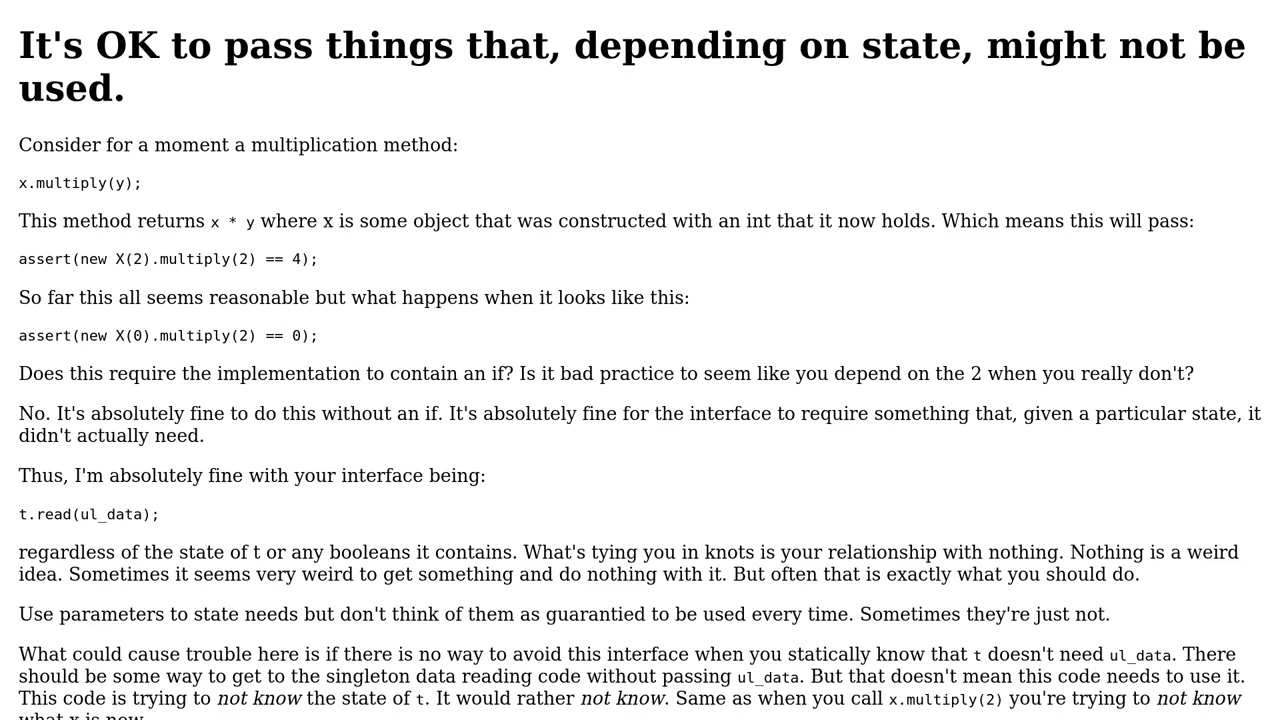 It's OK to pass things that, depending on state, might not be
used.
Consider for a moment a multiplication method:
x.multiply(y);
This method returns x * y where x is some object that was constructed with an int that it now holds. Which means this will pass:
assert(new X(2).multiply(2) == 4);
So far this all seems reasonable but what happens when it looks like this:
assert(new X(0).multiply(2) == 0);
Does this require the implementation to contain an if? Is it bad practice to seem like you depend on the 2 when you really don't?
No. It's absolutely fine to do this without an if. It's absolutely fine for the interface to require something that, given a particular state, it
didn't actually need.
Thus, I'm absolutely fine with your interface being:
t.read(ul_data);
regardless of the state of t or any booleans it contains. What's tying you in knots is your relationship with nothing. Nothing is a weird
idea. Sometimes it seems very weird to get something and do nothing with it. But often that is exactly what you should do.
Use parameters to state needs but don't think of them as guarantied to be used every time. Sometimes they're just not.
What could cause trouble here is if there is no way to avoid this interface when you statically know that t doesn't need ul_data. There
should be some way to get to the singleton data reading code without passing ul_data. But that doesn't mean this code needs to use it.
This code is trying to not know the state of t. It would rather not know. Same as when you call x.multiply(2) you're trying to not know
what x is now.